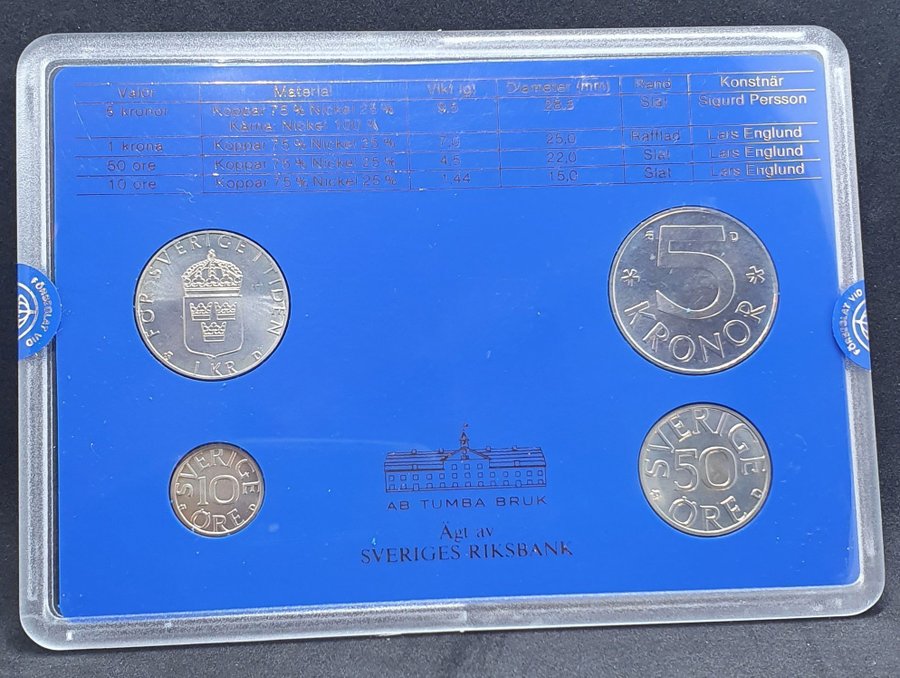 Valör Material Vikt (g) Diameter (mm) Rand Konstnär
5 kronor Koppar 75 % Nickel 25 % 9,5 28,5 Slät Sigurd Persson
Kärna: Nickel 100 %
1 krona Koppar 75 % Nickel 25 % 7,0 25,0 Räfflad Lars Englund
50 öre Koppar 75 % Nickel 25 % 4,5 22,0 Slät Lars Englund
10 öre Koppar 75 % Nickel 25 % 1,44 15,0 Slät Lars Englund
FÖR SVERIGE I TIDEN
1 KR D
5 D
KRONOR
FÖRSEGLAT VID
FÖRSEGLAT VID
SVERIGE
10
ÖRE D
SVERIGE
50
ÖRE D
AB TUMBA BRUK
Ägt av
SVERIGES RIKSBANK